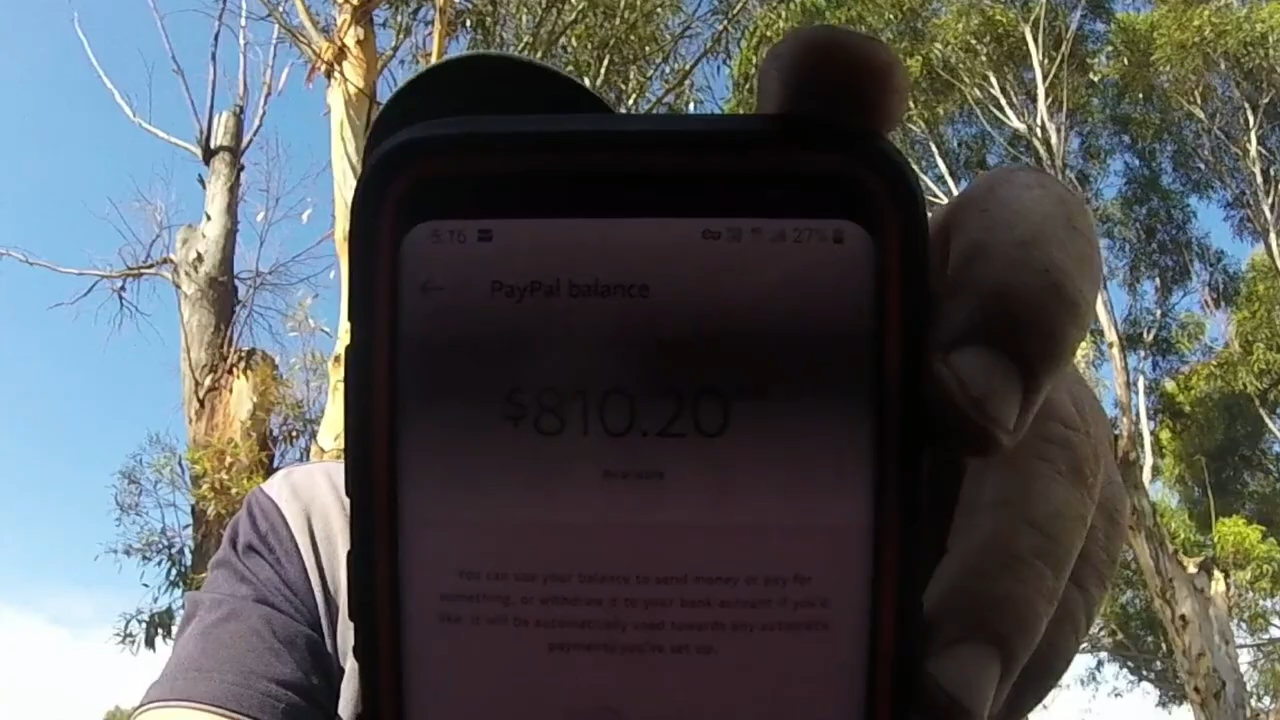 5:16 27%
PayPal balance
$810.20
Available
You can use your balance to send money or pay for
something, or withdraw it to your bank account if you'd
like. It will be automatically used towards any automatic
payments you've set up.